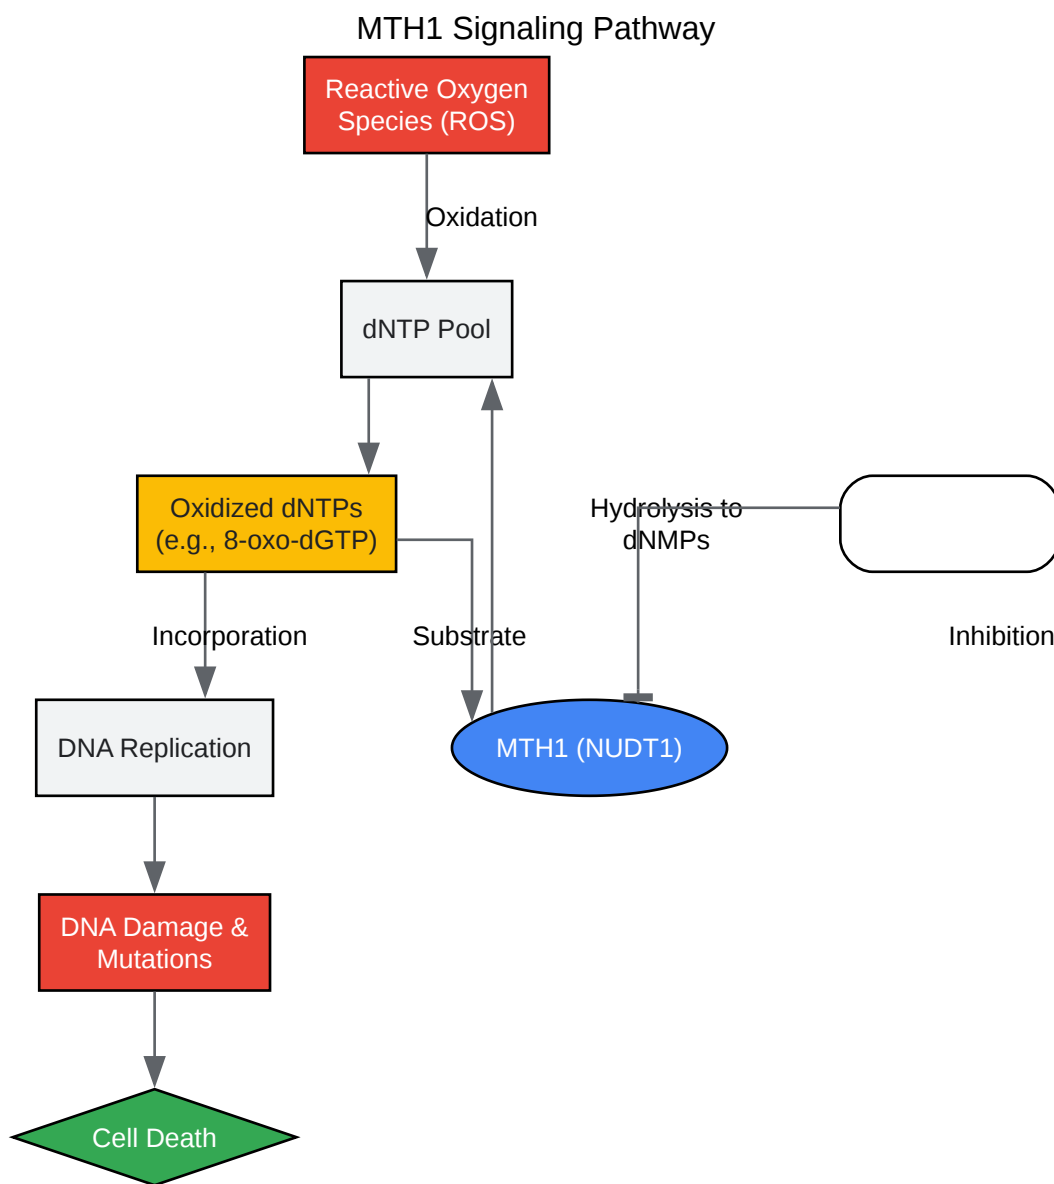 MTH1 Signaling Pathway
Reactive Oxygen
Species (ROS)
Oxidation
dNTP Pool
Oxidized dNTPs
(e.g., 8-oxo-dGTP)
Hydrolysis to
dNMPs
Incorporation
Substrate
Inhibition
DNA Replication
MTH1 (NUDT1)
DNA Damage &
Mutations
Cell Death